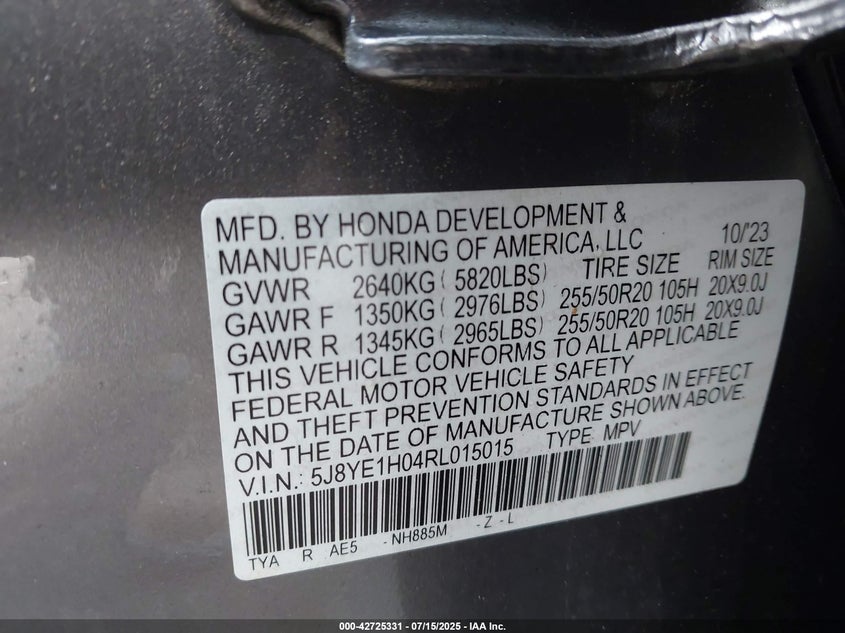 MFD. BY HONDA DEVELOPMENT &
MANUFACTURING OF AMERICA, LLC 10/'23
GVWR 2640KG ( 5820LBS) TIRE SIZE RIM SIZE
GAWR F 1350KG ( 2976LBS) 255/50R20 105H 20X9.0J
GAWR R 1345KG ( 2965LBS) 255/50R20 105H 20X9.0J
THIS VEHICLE CONFORMS TO ALL APPLICABLE
FEDERAL MOTOR VEHICLE SAFETY
AND THEFT PREVENTION STANDARDS IN EFFECT
ON THE DATE OF MANUFACTURE SHOWN ABOVE.
V.I.N.: 5J8YE1H04RL015015 TYPE: MPV
TYA R AE5 -NH885M -Z -L
000-42725331 - 07/15/2025 - IAA Inc.